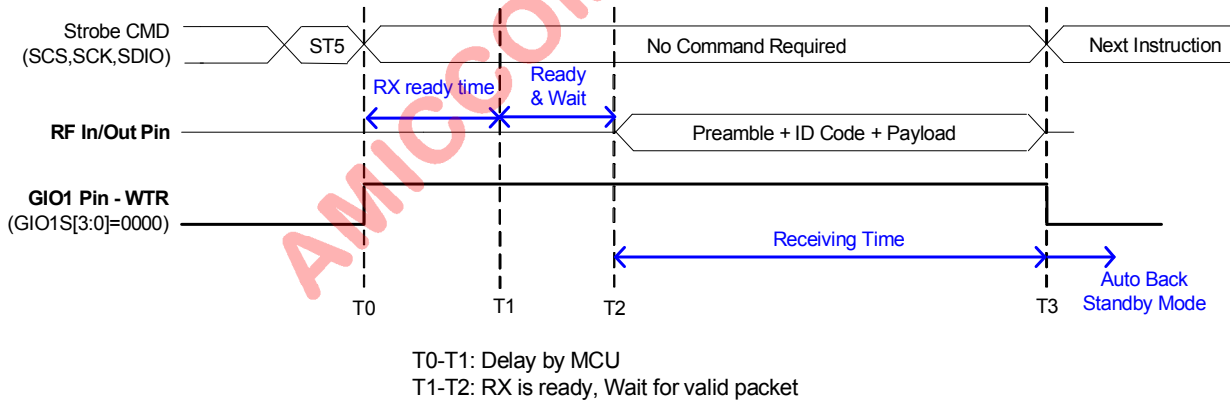 Strobe CMD
(SCS,SCK,SDIO)
ST5
No Command Required
Next Instruction
RX ready time
Ready
& Wait
RF In/Out Pin
Preamble + ID Code + Payload
GIO1 Pin - WTR
(GIO1S[3:0]=0000)
Receiving Time
Auto Back
Standby Mode
T0
T1
T2
T3
T0-T1: Delay by MCU
T1-T2: RX is ready, Wait for valid packet
AMICCOM